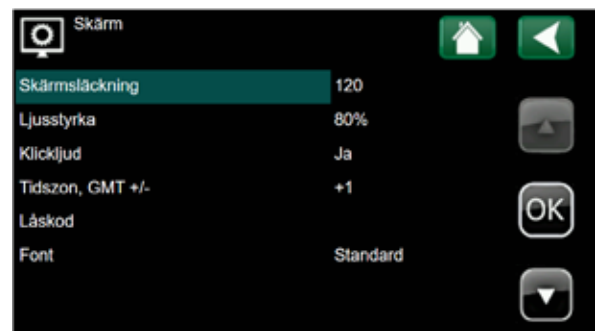 Skärm
Skärmsläckning 120
Ljusstyrka 80%
Klickljud Ja
Tidszon, GMT +/- +1
Låskod
OK
Font Standard